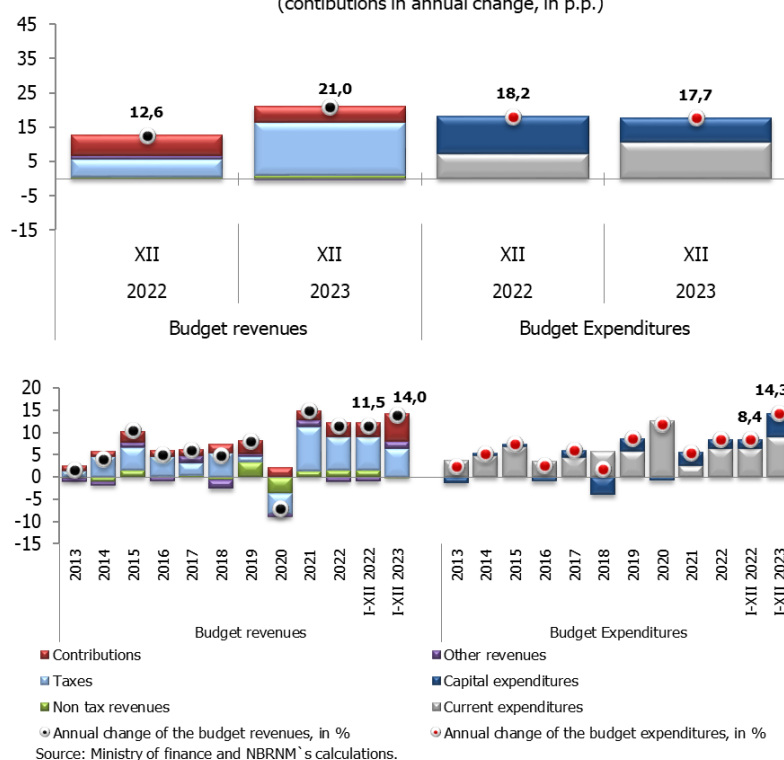 (contibutions in annual change, in p.p.)
45
35
25
15
5
-5
-15
12,6
21,0
18,2
17,7
XII XII XII XII
2022 2023 2022 2023
Budget revenues Budget Expenditures
20
15
10
5
0
-5
-10
-15
11,5 14,0
8,4
14,3
2013 2014 2015 2016 2017 2018 2019 2020 2021 2022 I-XII 2022 I-XII 2023
2013 2014 2015 2016 2017 2018 2019 2020 2021 2022 I-XII 2022 I-XII 2023
Budget revenues Budget Expenditures
Contributions Other revenues
Taxes Capital expenditures
Non tax revenues Current expenditures
Annual change of the budget revenues, in % Annual change of the budget expenditures, in %
Source: Ministry of finance and NBRNM`s calculations.